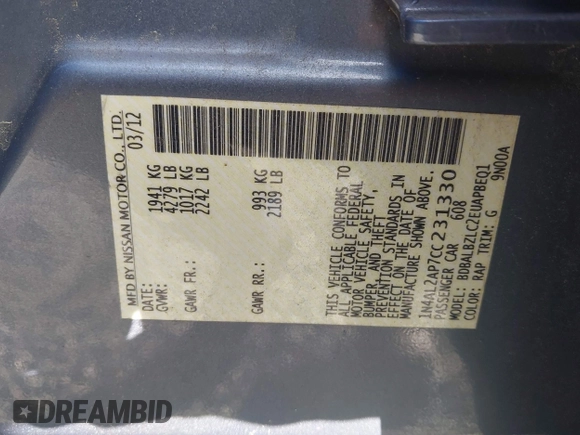 MFD BY NISSAN MOTOR CO., LTD.
DATE: 03/12
GVWR: 1941 KG
4279 LB
GAWR FR: 1017 KG
2242 LB
GAWR RR: 993 KG
2189 LB
THIS VEHICLE CONFORMS TO
ALL APPLICABLE FEDERAL
MOTOR VEHICLE SAFETY,
BUMPER, AND THEFT
PREVENTION STANDARDS IN
EFFECT ON THE DATE OF
MANUFACTURE SHOWN ABOVE.
1N4AL2AP7CC231330
PASSENGER CAR 608
MODEL: BDBALBZLCZEUAPBEQ1
COLOR: RAP TRIM: G 9N00A
DREAMBID